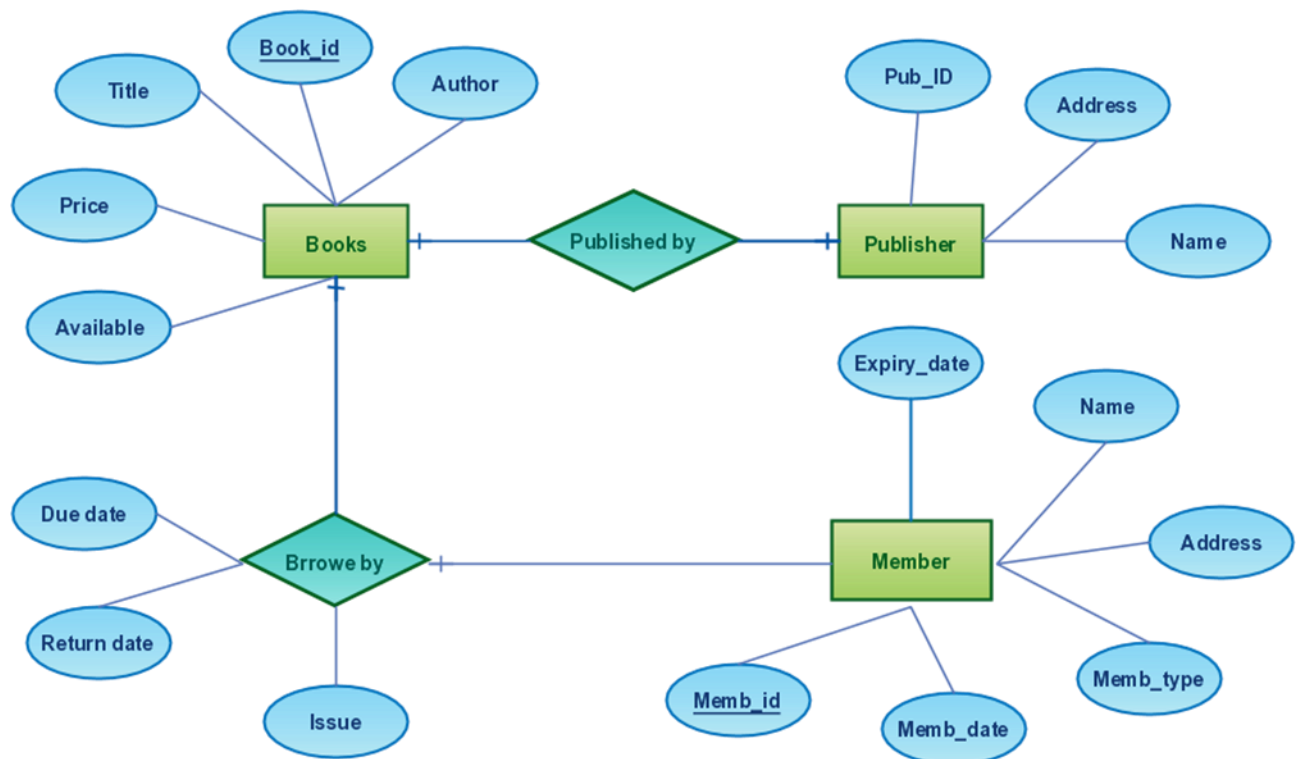 Book_id
Title
Author
Pub_ID
Address
Price
Books
Published by
Publisher
Name
Available
Expiry_date
Name
Due date
Brrowe by
Member
Address
Return date
Memb_type
Memb_id
Issue
Memb_date